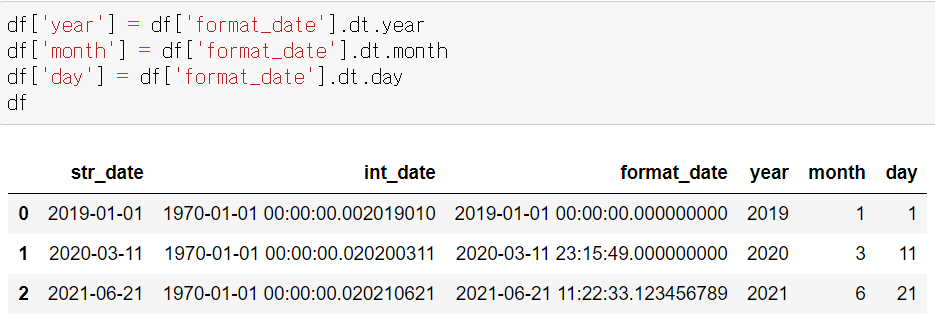 df['year'] = df['format_date'].dt.year
df['month'] = df['format_date'].dt.month
df['day'] = df['format_date'].dt.day
df
str_date int_date format_date year month day
0 2019-01-01 1970-01-01 00:00:00.002019010 2019-01-01 00:00:00.000000000 2019 1 1
1 2020-03-11 1970-01-01 00:00:00.020200311 2020-03-11 23:15:49.000000000 2020 3 11
2 2021-06-21 1970-01-01 00:00:00.020210621 2021-06-21 11:22:33.123456789 2021 6 21